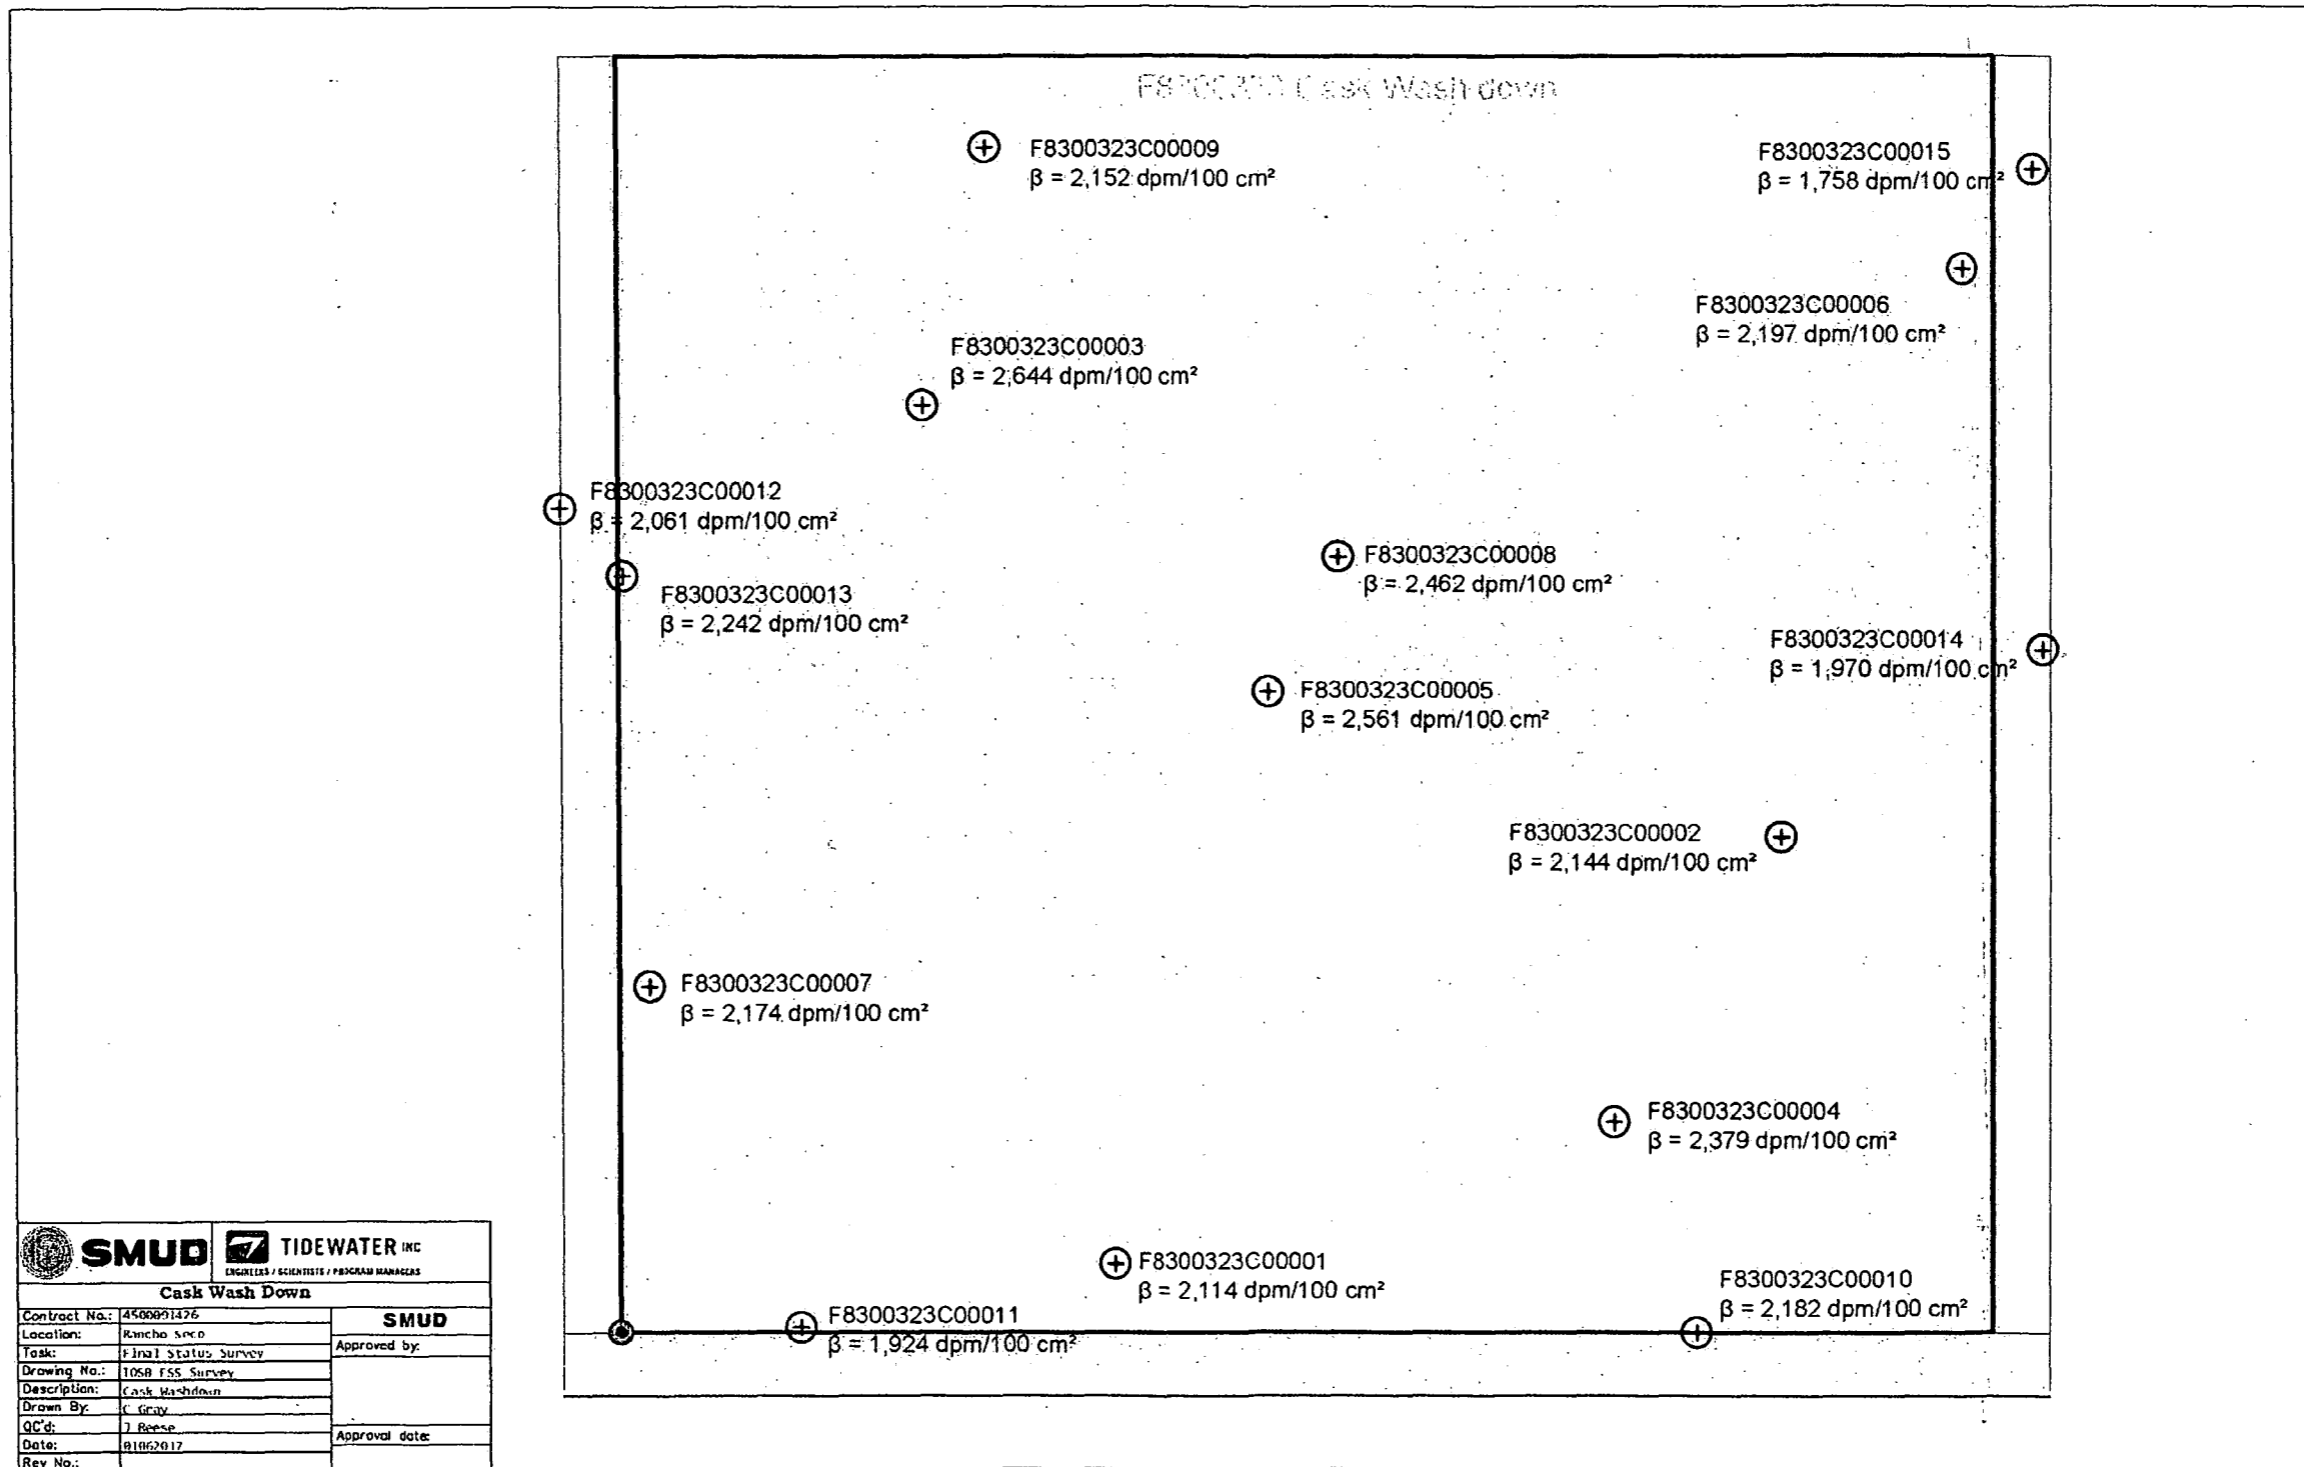 Cask Wash down
F8300323C00009
β = 2,152 dpm/100 cm²
F8300323C00015
β = 1,758 dpm/100 cm²
F8300323C00006
β = 2,197 dpm/100 cm²
F8300323C00003
β = 2,644 dpm/100 cm²
F8300323C00012
β = 2,061 dpm/100 cm²
F8300323C00008
β = 2,462 dpm/100 cm²
F8300323C00013
β = 2,242 dpm/100 cm²
F8300323C00014
β = 1,970 dpm/100 cm²
F8300323C00005
β = 2,561 dpm/100 cm²
F8300323C00002
β = 2,144 dpm/100 cm²
F8300323C00007
β = 2,174 dpm/100 cm²
F8300323C00004
β = 2,379 dpm/100 cm²
F8300323C00001
β = 2,114 dpm/100 cm²
F8300323C00010
β = 2,182 dpm/100 cm²
F8300323C00011
β = 1,924 dpm/100 cm²
SMUD
TIDEWATER INC
ENGINEERS / SCIENTISTS / PROGRAM MANAGERS
Cask Wash Down
Contract No.: 4500091426
SMUD
Location: Rancho Seco
Approved by:
Task: Final Status Survey
Drawing No.: IOSB FSS Survey
Description: Cask Washdown
Drawn By: C Gray
QC'd: J Reese
Approval date:
Date: 01062017
Rev No.: